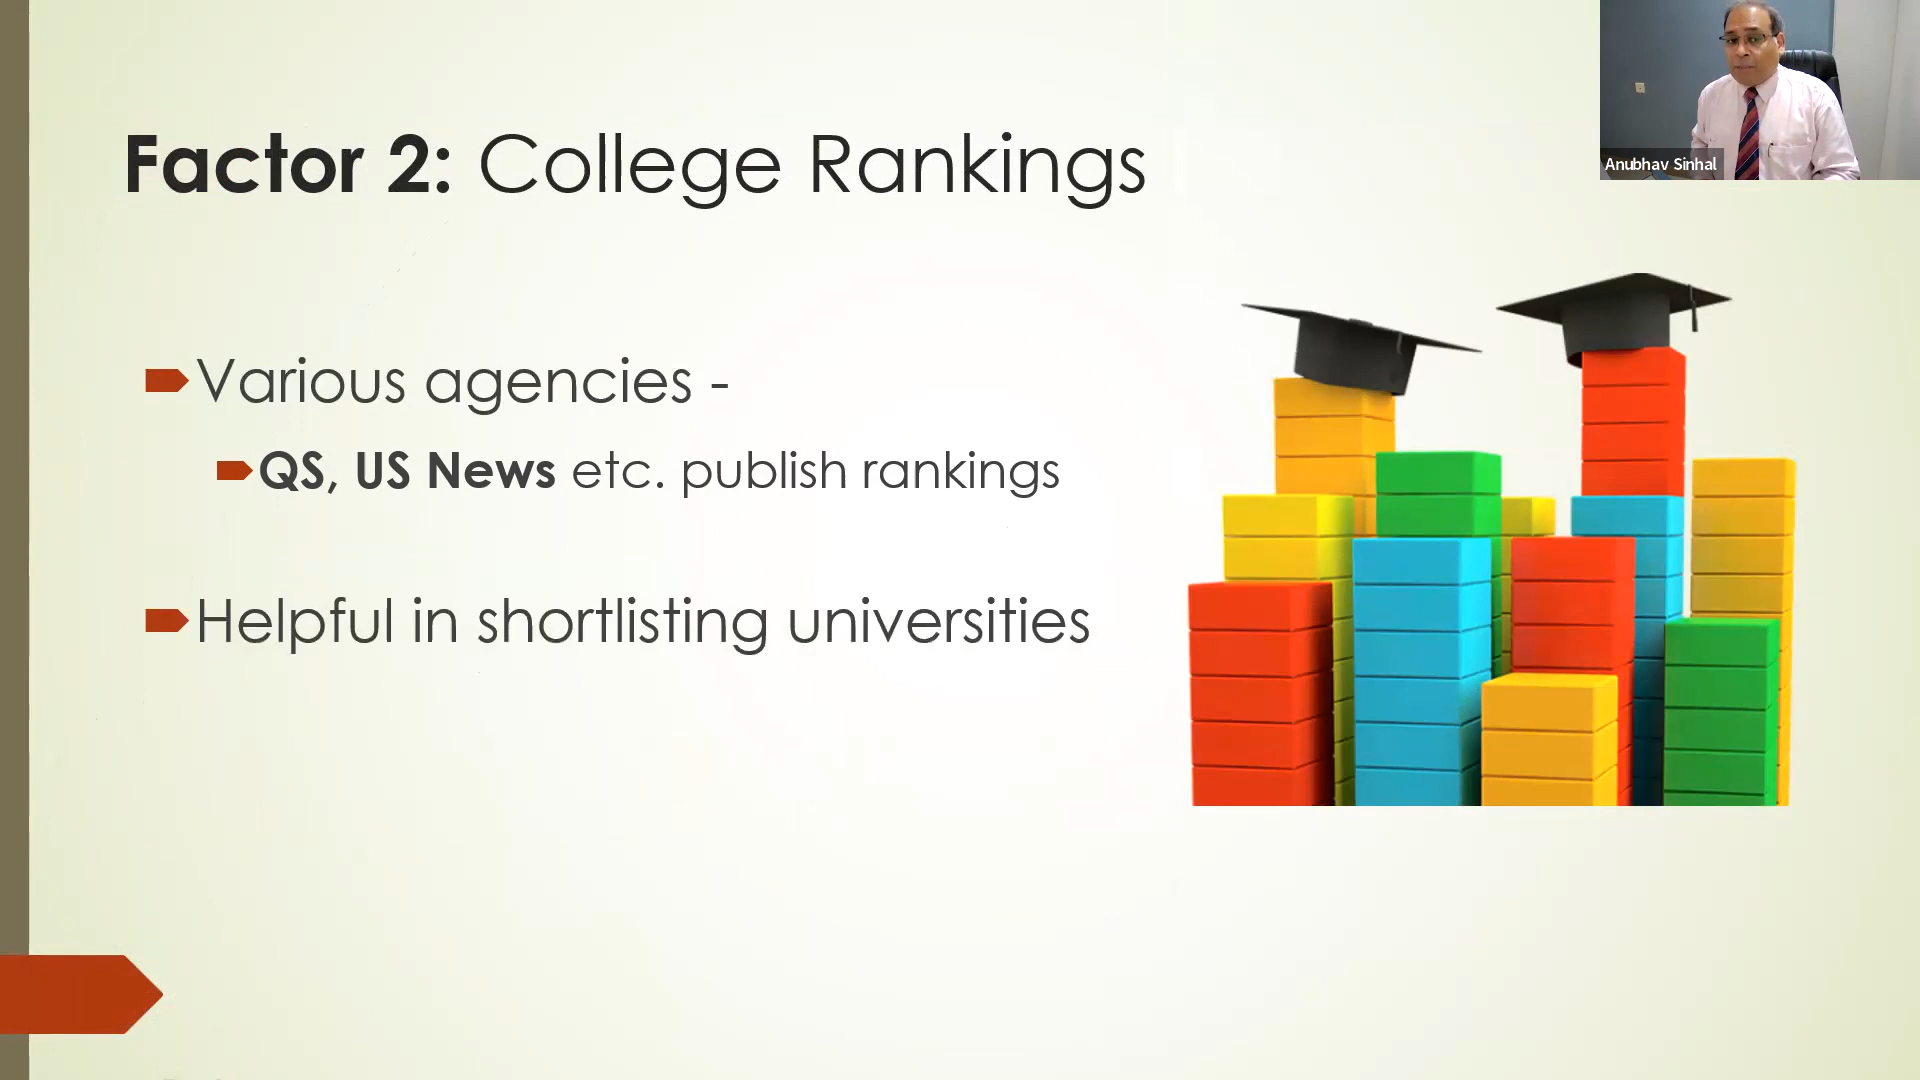 Factor 2: College Rankings
Anubhav Sinhal
Various agencies -
QS, US News etc. publish rankings
Helpful in shortlisting universities